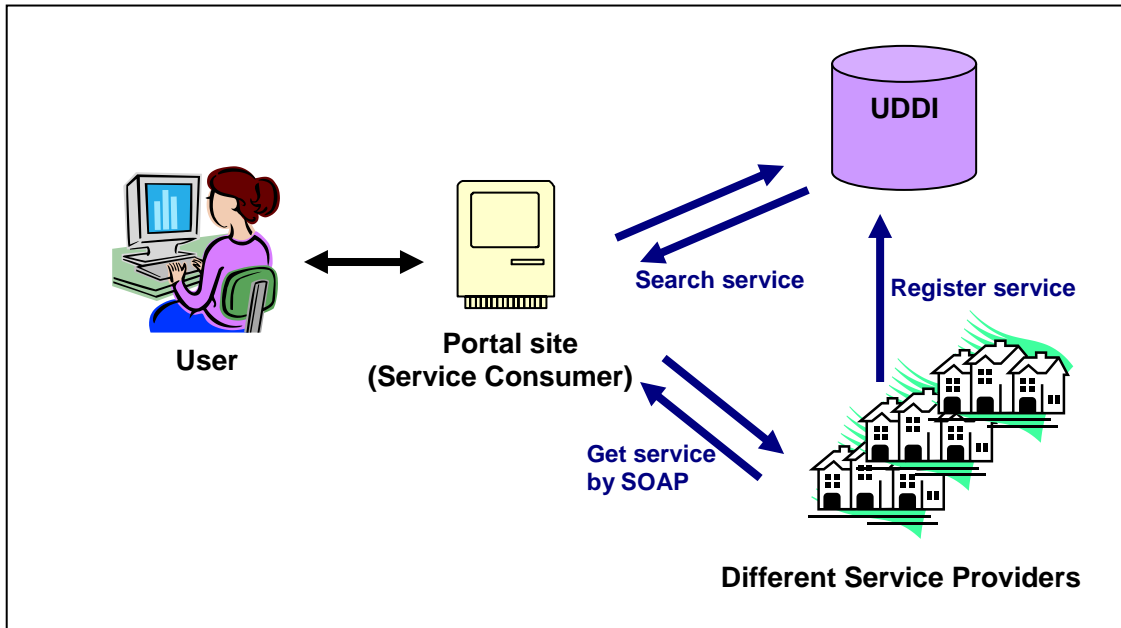 UDDI
Search service
Register service
User
Portal site
(Service Consumer)
Get service
by SOAP
Different Service Providers